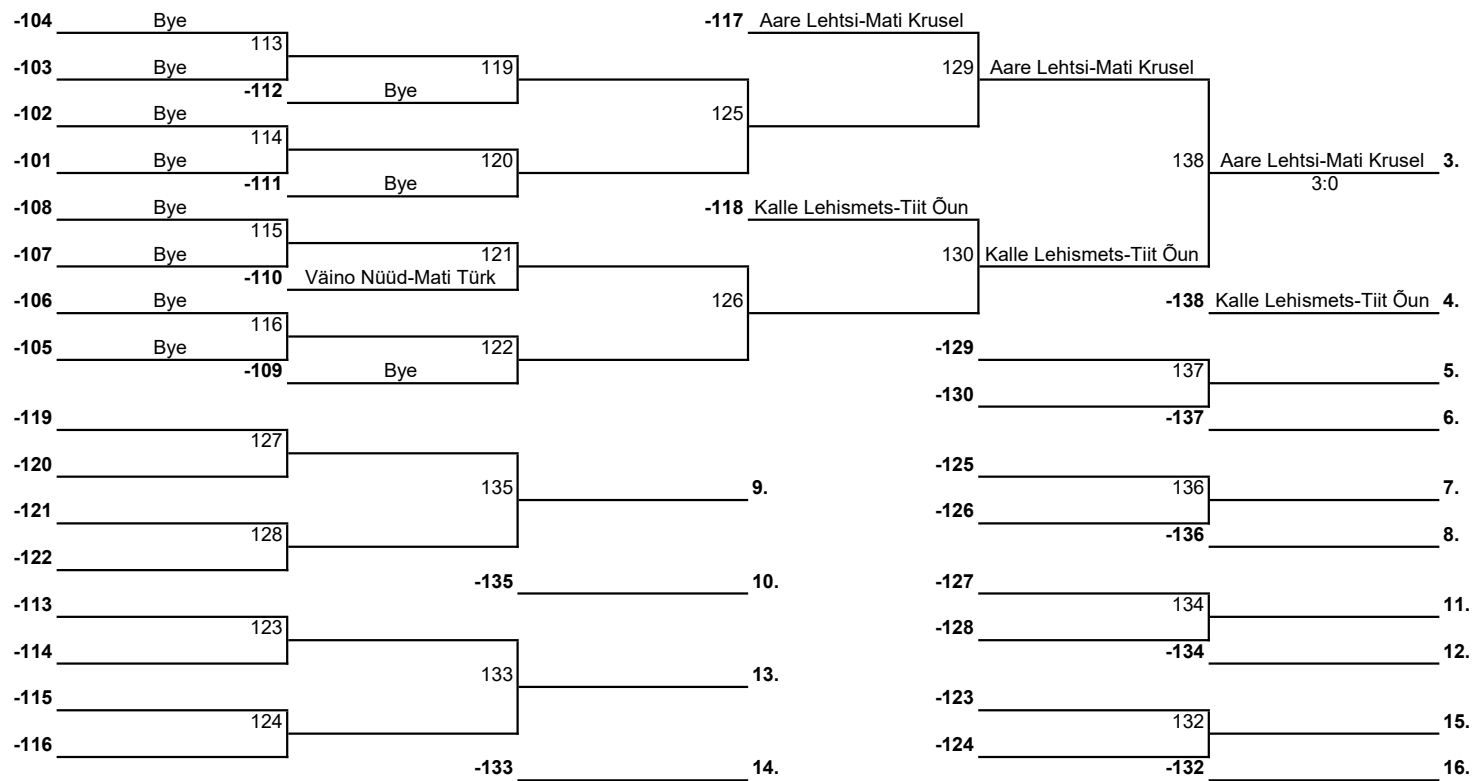 -104 Bye -117 Aare Lehtsi-Mati Krusel
113
-103 Bye 119 129 Aare Lehtsi-Mati Krusel
-112 Bye
-102 Bye 125
114
-101 Bye 120 138 Aare Lehtsi-Mati Krusel 3.
-111 Bye 3:0
-108 Bye -118 Kalle Lehismets-Tiit Õun
115
-107 Bye 121 130 Kalle Lehismets-Tiit Õun
-110 Väino Nüüd-Mati Türk
-106 Bye 126 -138 Kalle Lehismets-Tiit Õun 4.
116
-105 Bye 122 -129
-109 Bye 137 5.
-130
-119 -137 6.
127
-120 -125
135 9. 136 7.
-121 -126
128 -136 8.
-122
-135 10. -127
-113 134 11.
123 -128
-114 -134 12.
133 13.
-115 -123
124 132 15.
-116 -124
-133 14. -132 16.